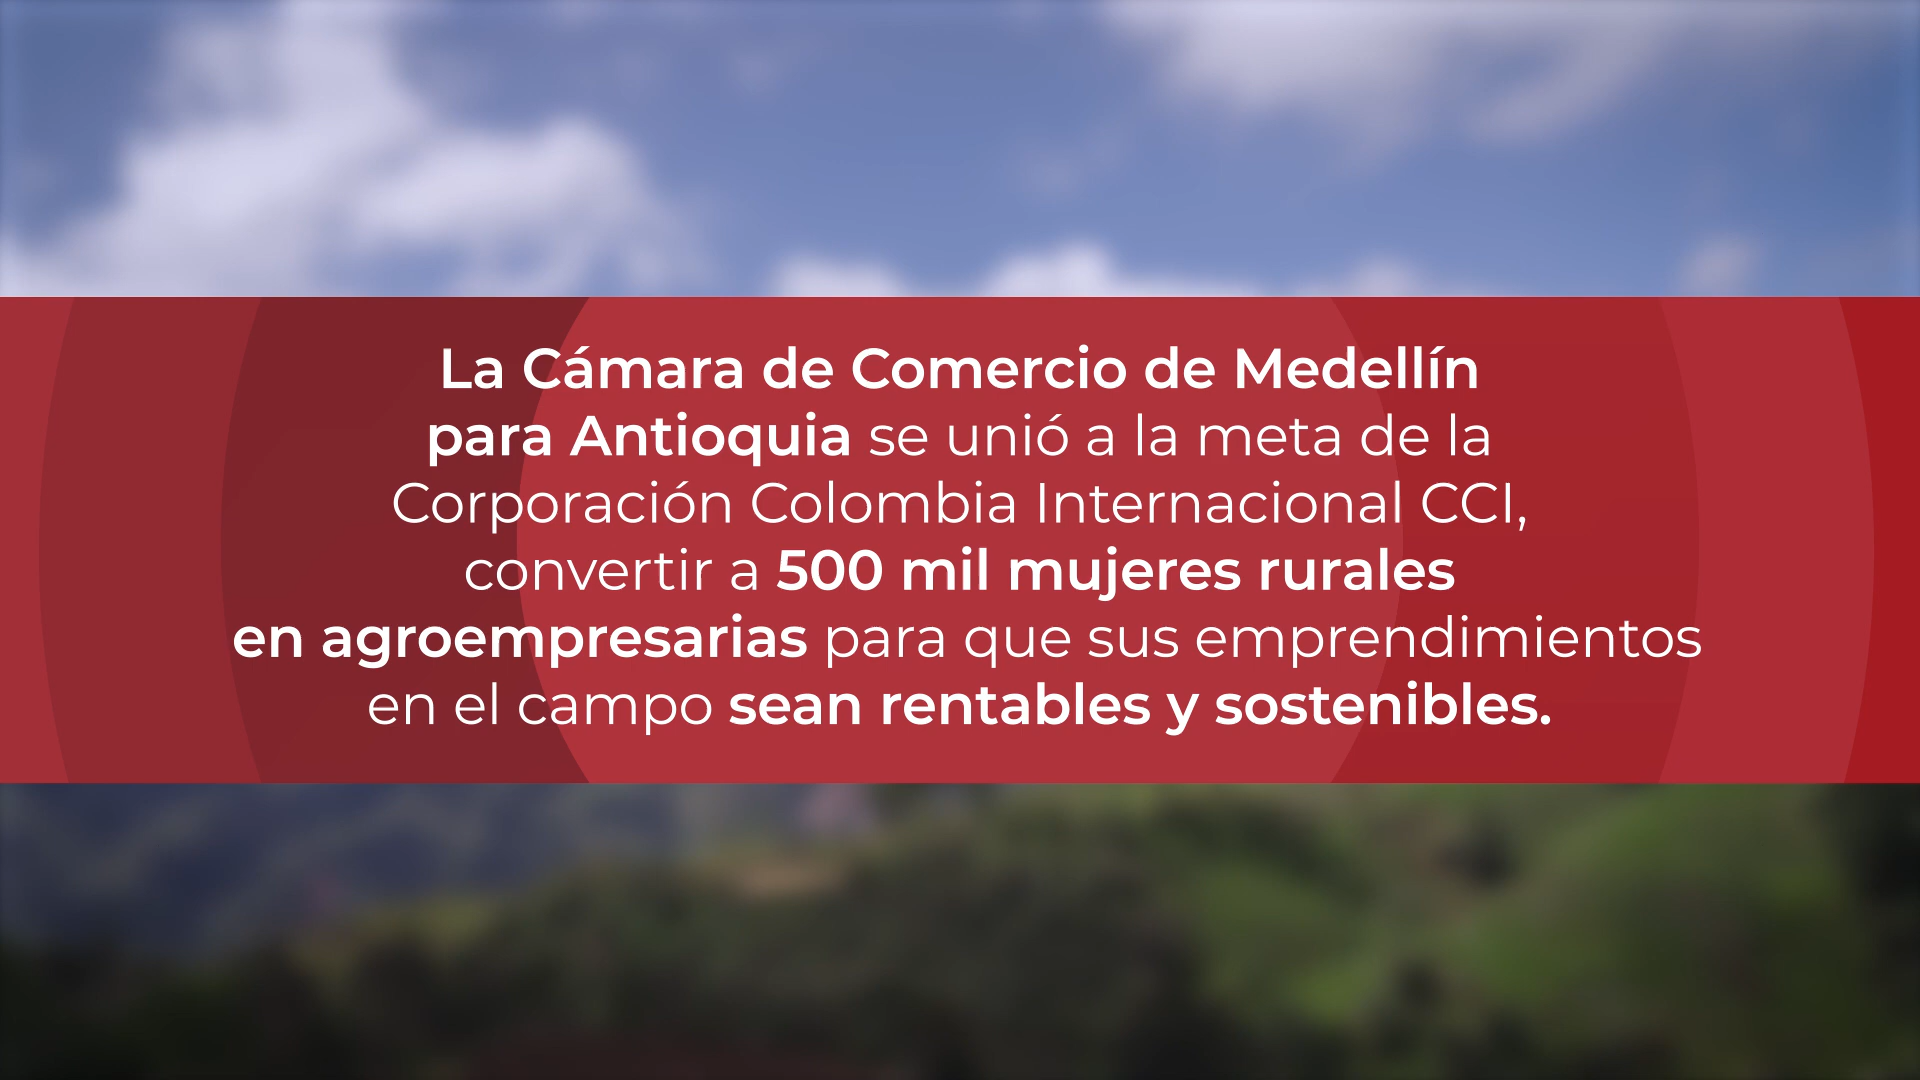 La Cámara de Comercio de Medellín
para Antioquia se unió a la meta de la
Corporación Colombia Internacional CCI,
convertir a 500 mil mujeres rurales
en agroempresarias para que sus emprendimientos
en el campo sean rentables y sostenibles.